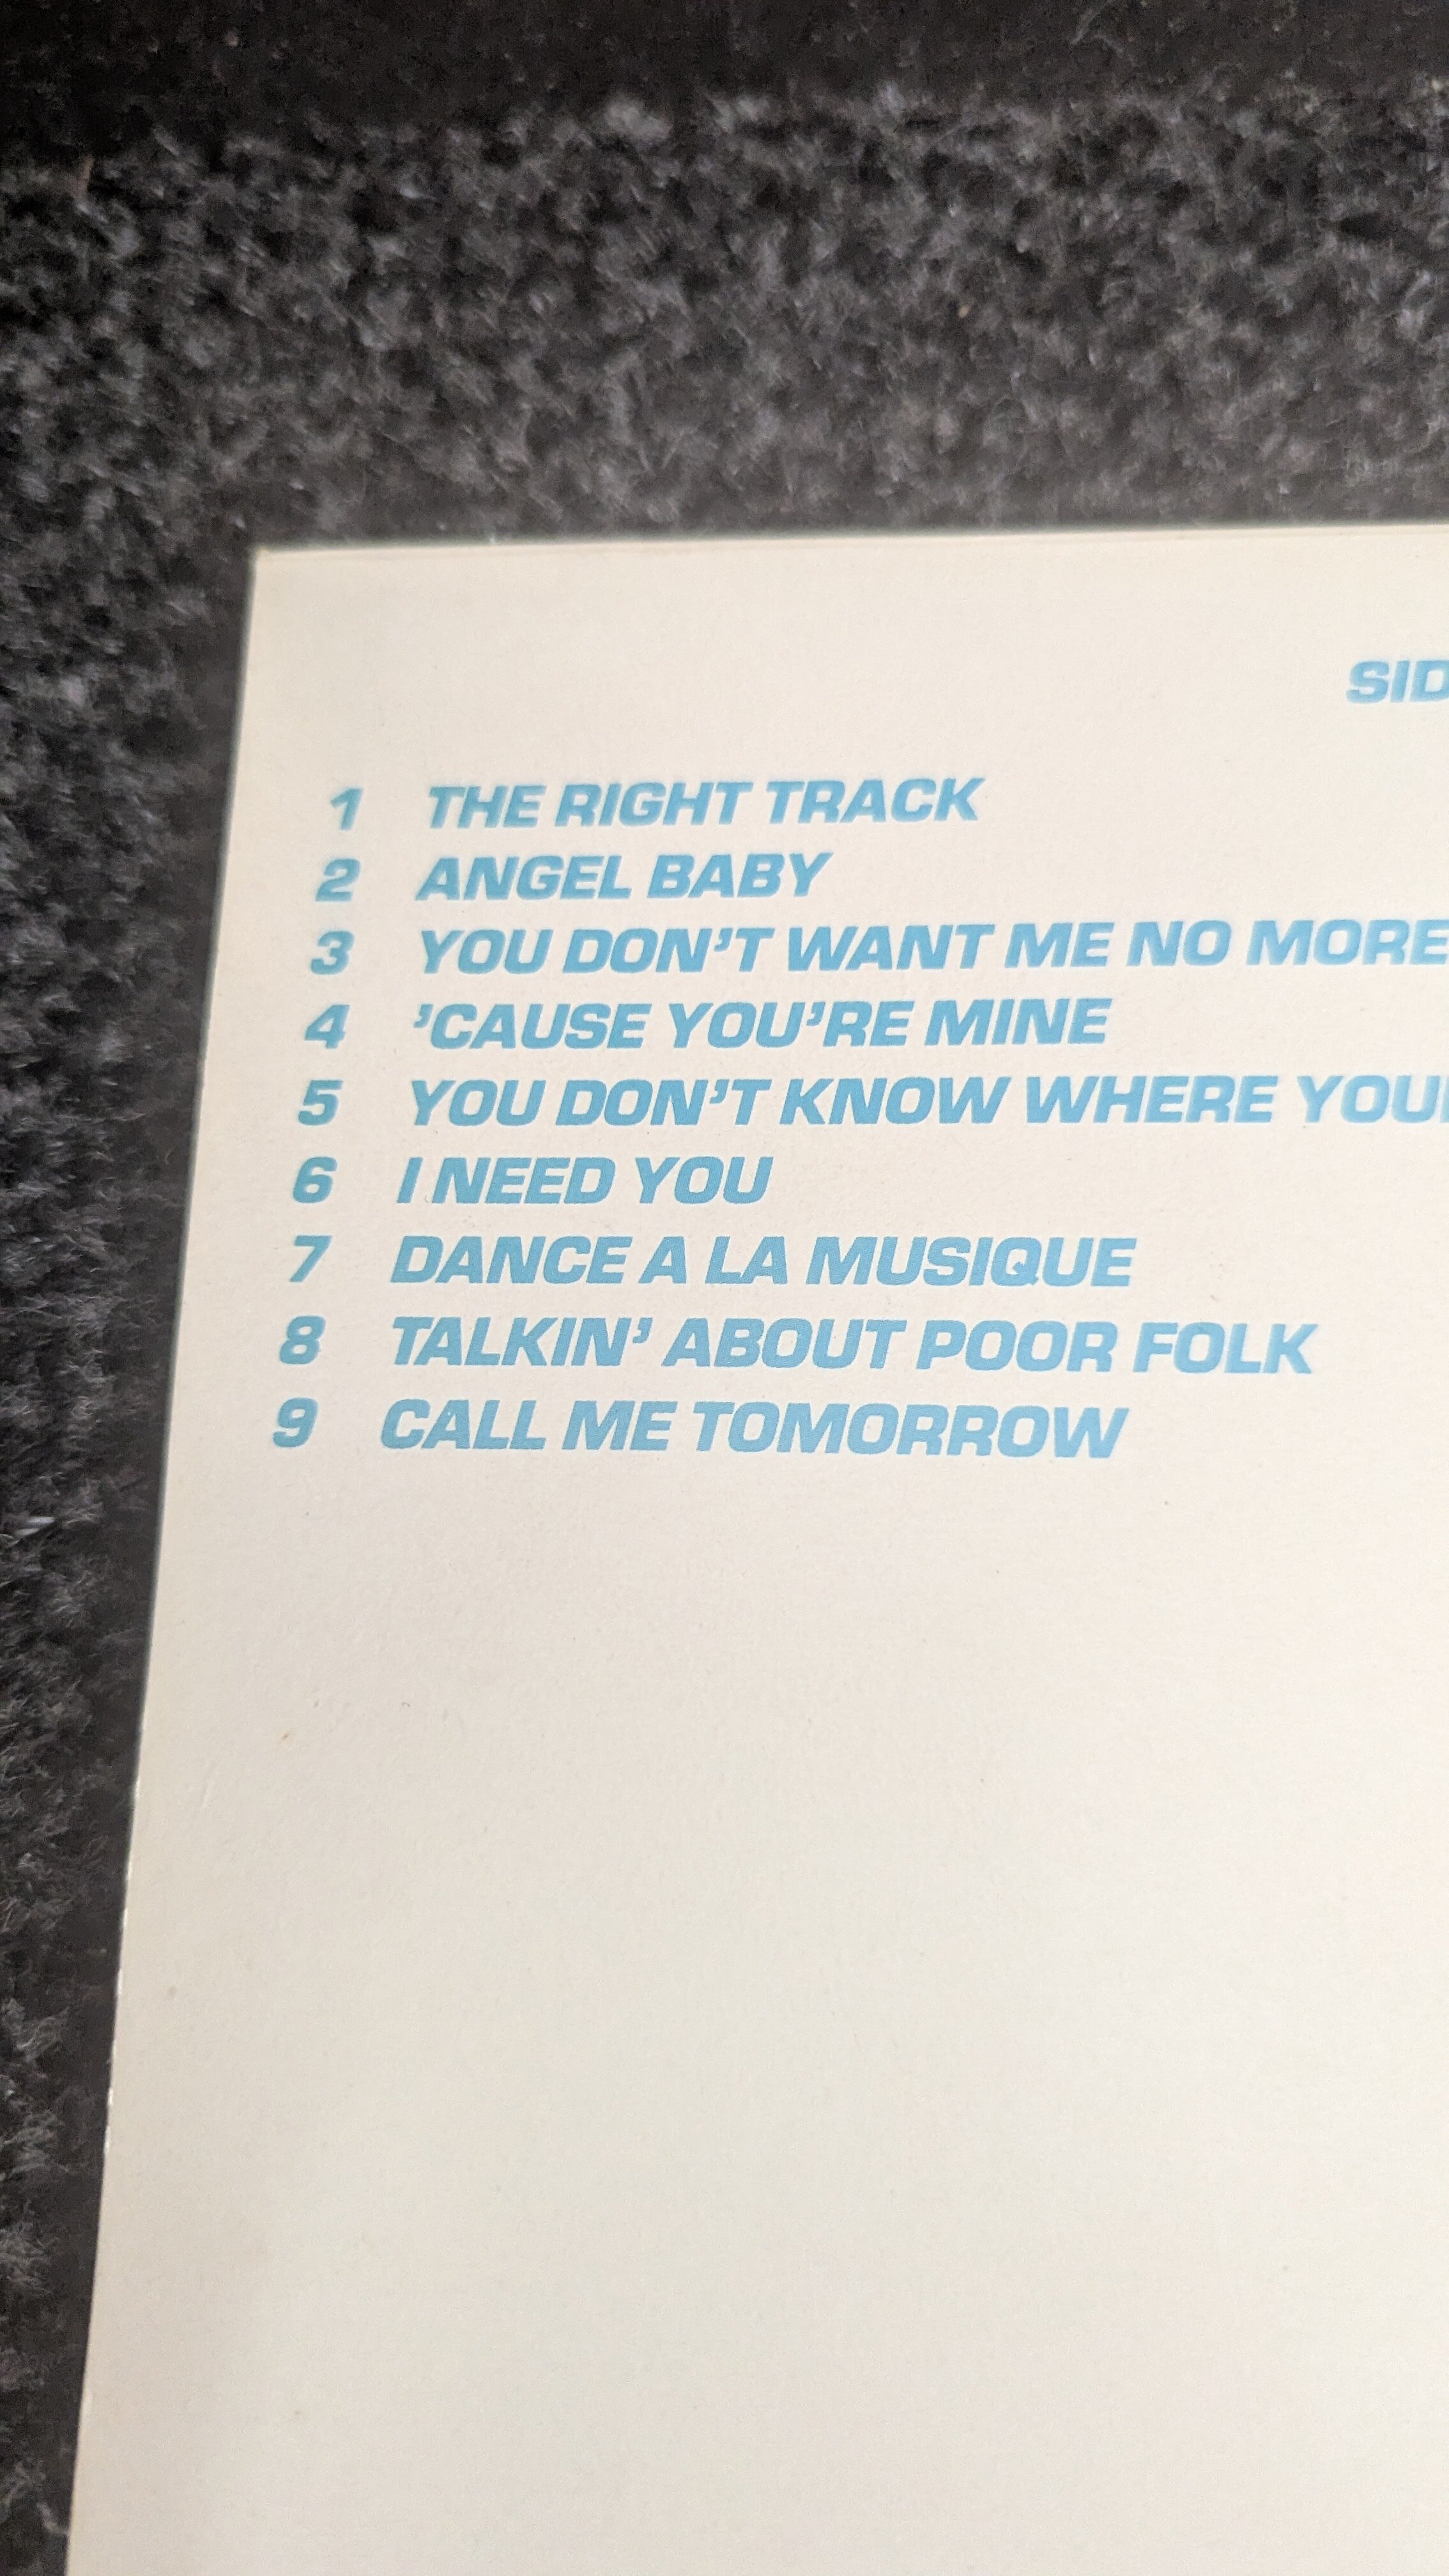 SID
1 THE RIGHT TRACK
2 ANGEL BABY
3 YOU DON'T WANT ME NO MORE
4 'CAUSE YOU'RE MINE
5 YOU DON'T KNOW WHERE YOUR
6 I NEED YOU
7 DANCE A LA MUSIQUE
8 TALKIN' ABOUT POOR FOLK
9 CALL ME TOMORROW